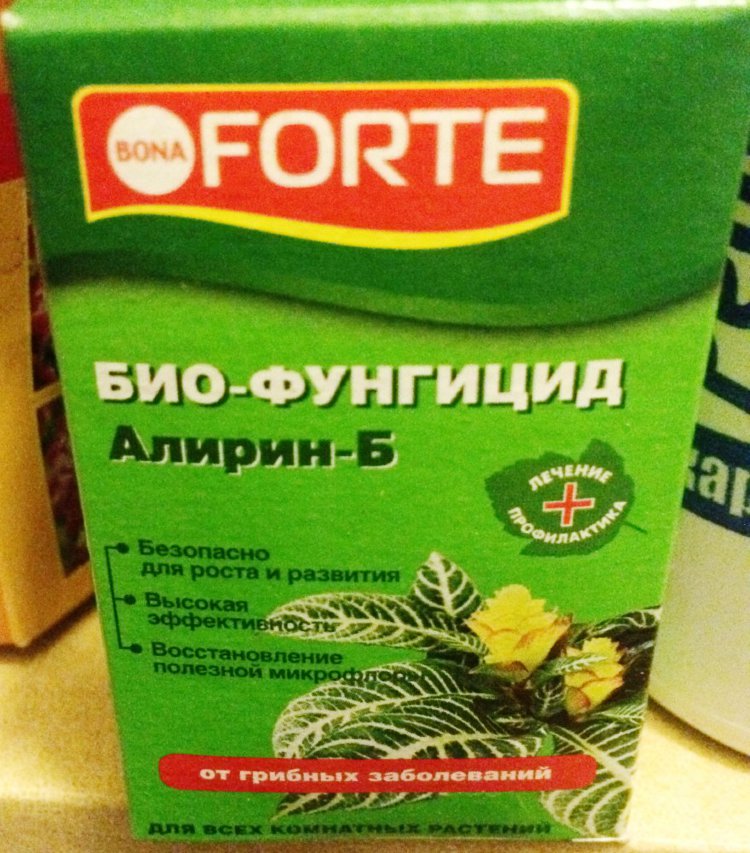 BONA FORTE
БИО-ФУНГИЦИД
Алирин-Б
ЛЕЧЕНИЕ
ПРОФИЛАКТИКА
Безопасно
для роста и развития
Высокая
эффективность
Восстановление
полезной микрофлоры
от грибных заболеваний
ДЛЯ ВСЕХ КОМНАТНЫХ РАСТЕНИЙ